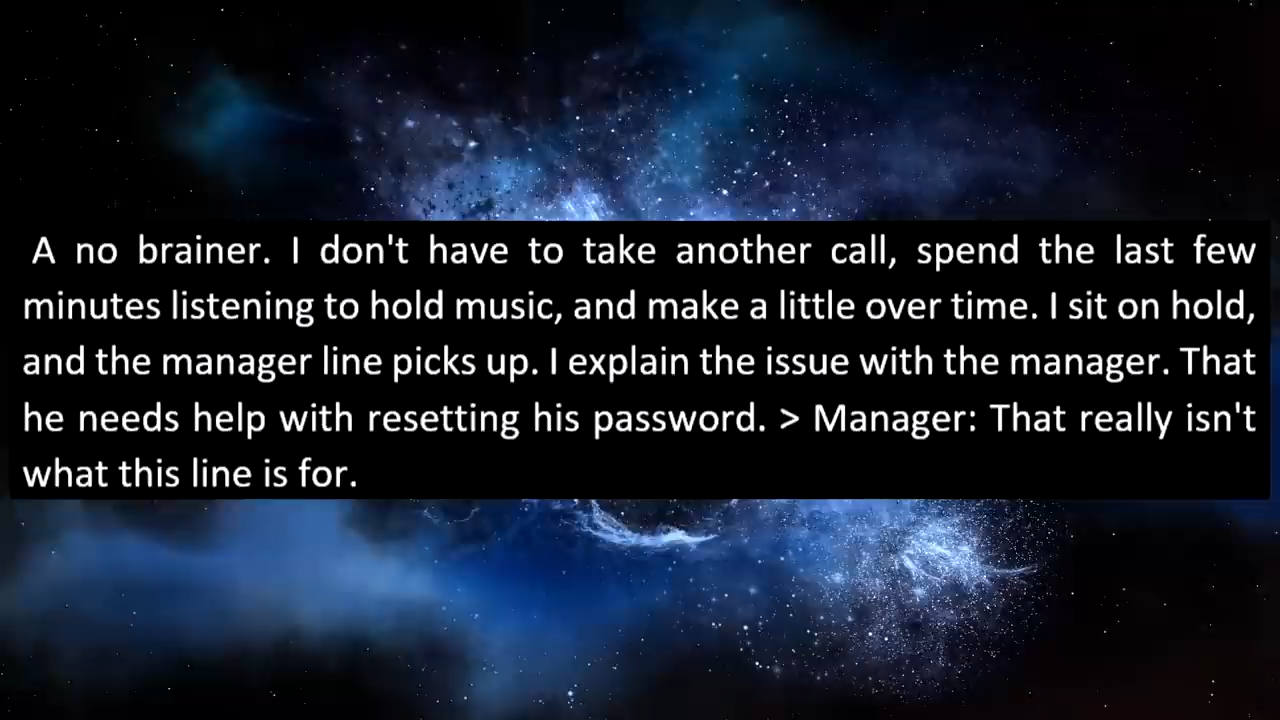 A no brainer. I don't have to take another call, spend the last few
minutes listening to hold music, and make a little over time. I sit on hold,
and the manager line picks up. I explain the issue with the manager. That
he needs help with resetting his password. > Manager: That really isn't
what this line is for.